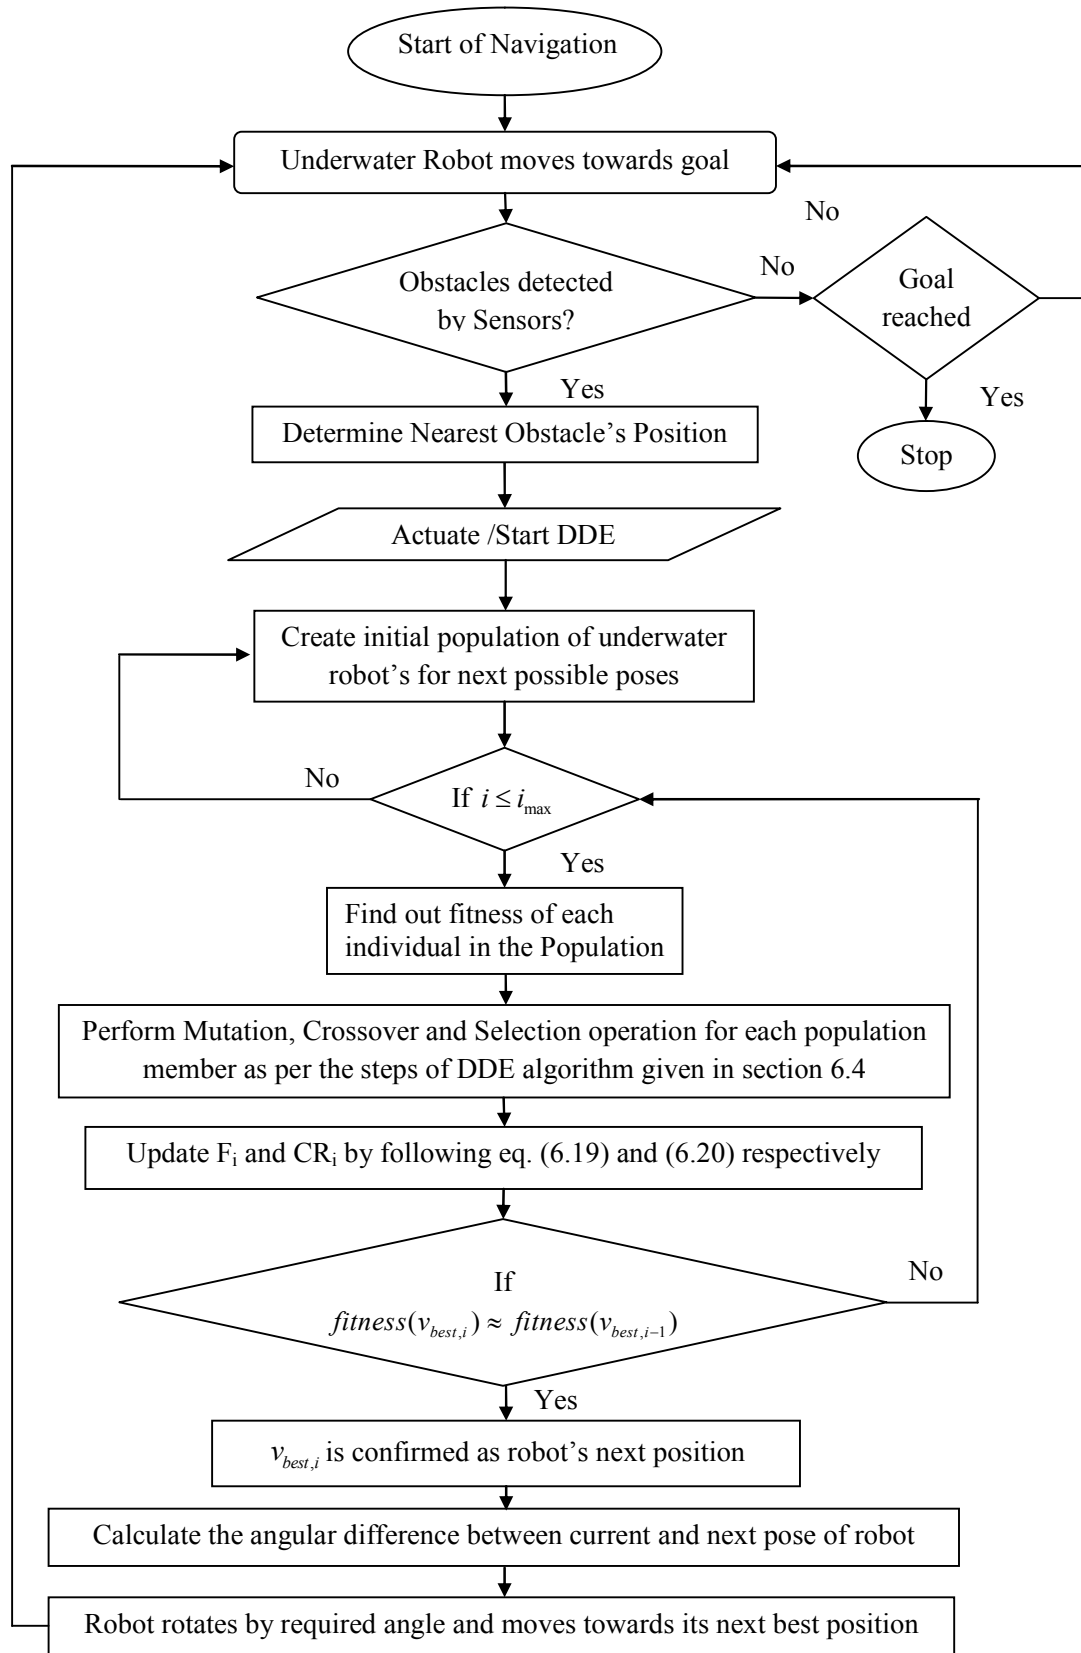 Start of Navigation
Underwater Robot moves towards goal
No
No
Obstacles detected
by Sensors?
Goal
reached
Yes
Yes
Determine Nearest Obstacle’s Position
Stop
Actuate /Start DDE
Create initial population of underwater
robot’s for next possible poses
No
If i ≤ i_max
Yes
Find out fitness of each
individual in the Population
Perform Mutation, Crossover and Selection operation for each population
member as per the steps of DDE algorithm given in section 6.4
Update F_i and CR_i by following eq. (6.19) and (6.20) respectively
No
If
fitness(v_best,i) ≈ fitness(v_best,i−1)
Yes
v_best,i is confirmed as robot’s next position
Calculate the angular difference between current and next pose of robot
Robot rotates by required angle and moves towards its next best position